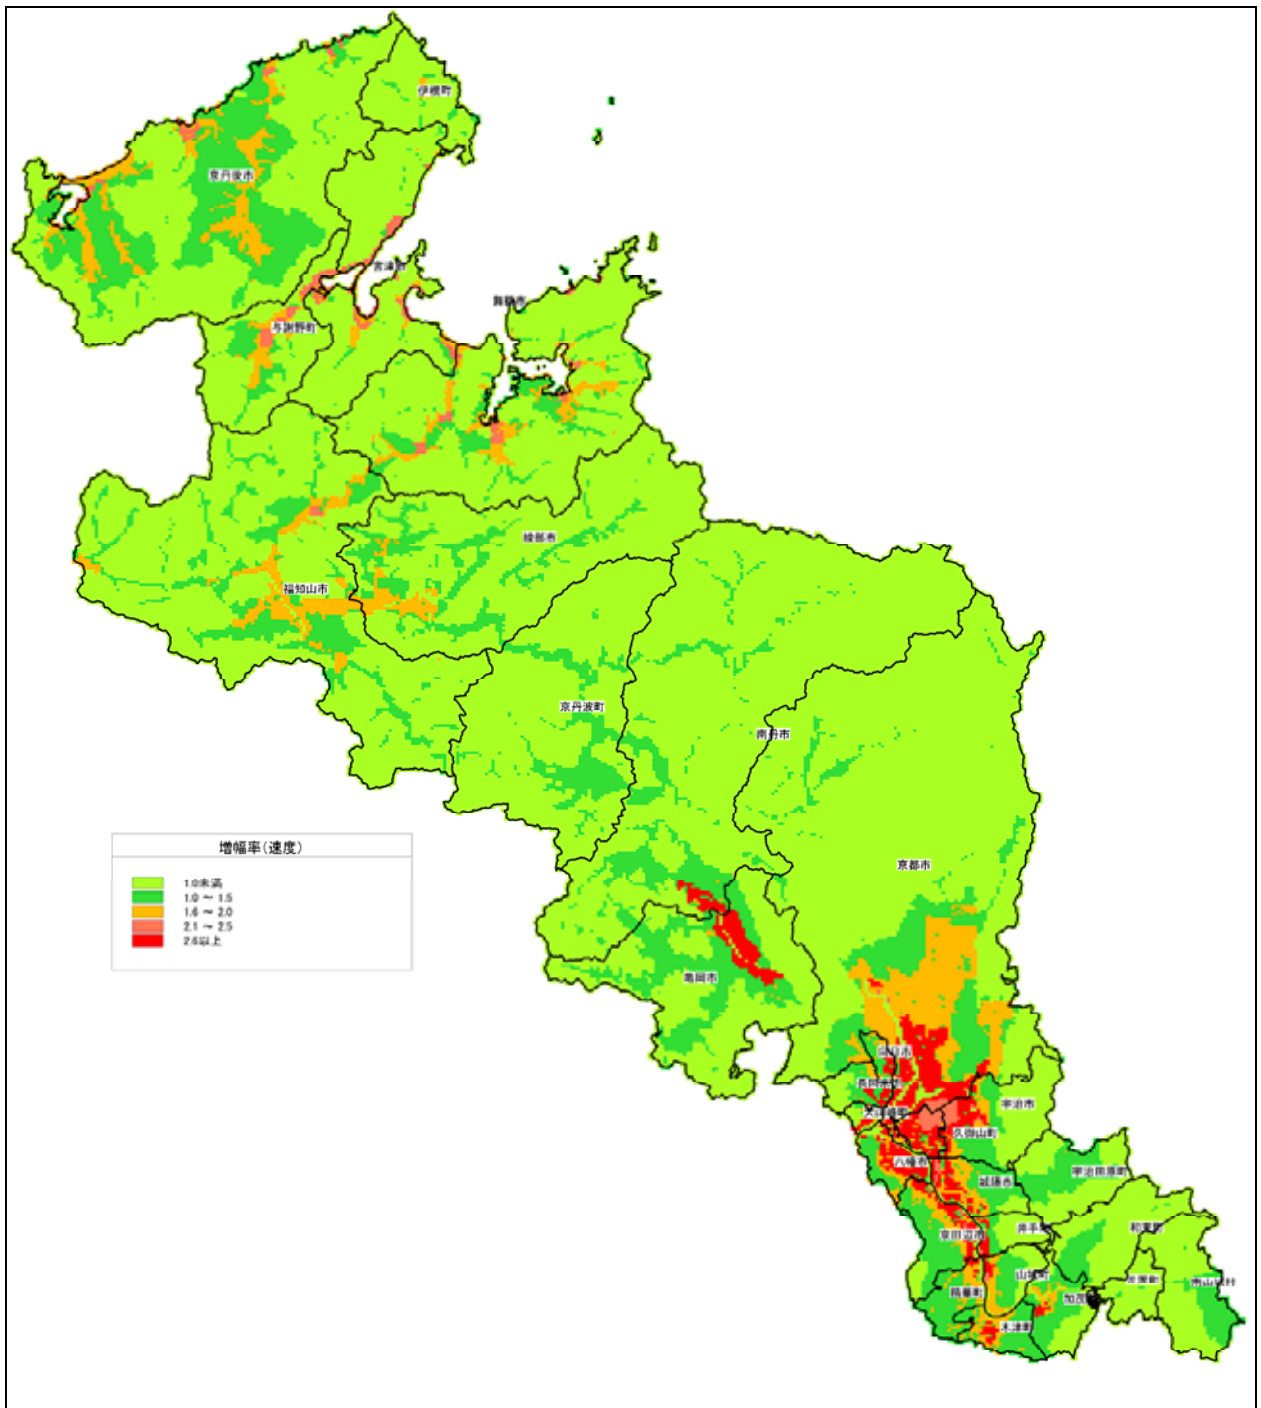 伊根町
京丹後市
宮津市
舞鶴市
与謝野町
綾部市
福知山市
京丹波町
南丹市
増幅率(速度)
1.0未満
1.0 ～ 1.5
1.6 ～ 2.0
2.1 ～ 2.5
2.6以上
京都市
亀岡市
向日市
長岡京市
大山崎町
宇治市
久御山町
八幡市
宇治田原町
城陽市
井手町
和束町
京田辺市
山城町
笠置町
南山城村
精華町
加茂町
木津町